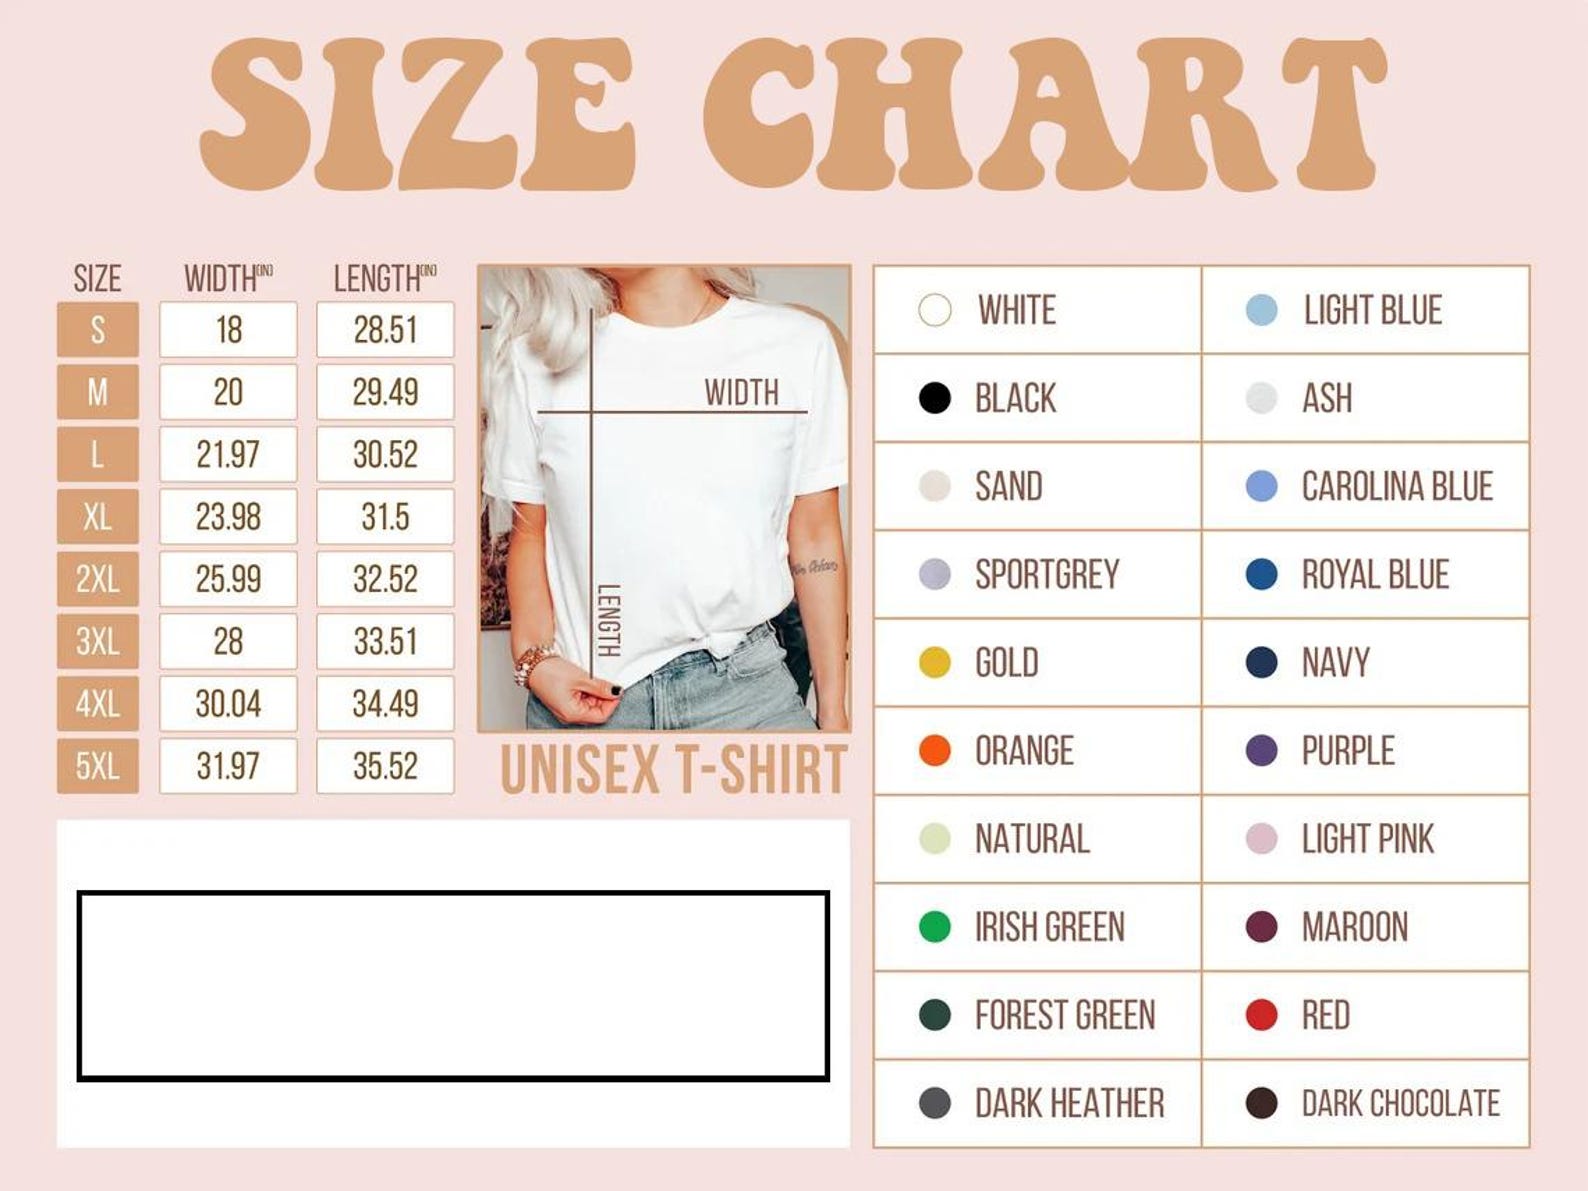 SIZE CHART
SIZE WIDTH(IN) LENGTH(IN)
S 18 28.51
M 20 29.49
L 21.97 30.52
XL 23.98 31.5
2XL 25.99 32.52
3XL 28 33.51
4XL 30.04 34.49
5XL 31.97 35.52
WIDTH
LENGTH
UNISEX T-SHIRT
WHITE LIGHT BLUE
BLACK ASH
SAND CAROLINA BLUE
SPORTGREY ROYAL BLUE
GOLD NAVY
ORANGE PURPLE
NATURAL LIGHT PINK
IRISH GREEN MAROON
FOREST GREEN RED
DARK HEATHER DARK CHOCOLATE